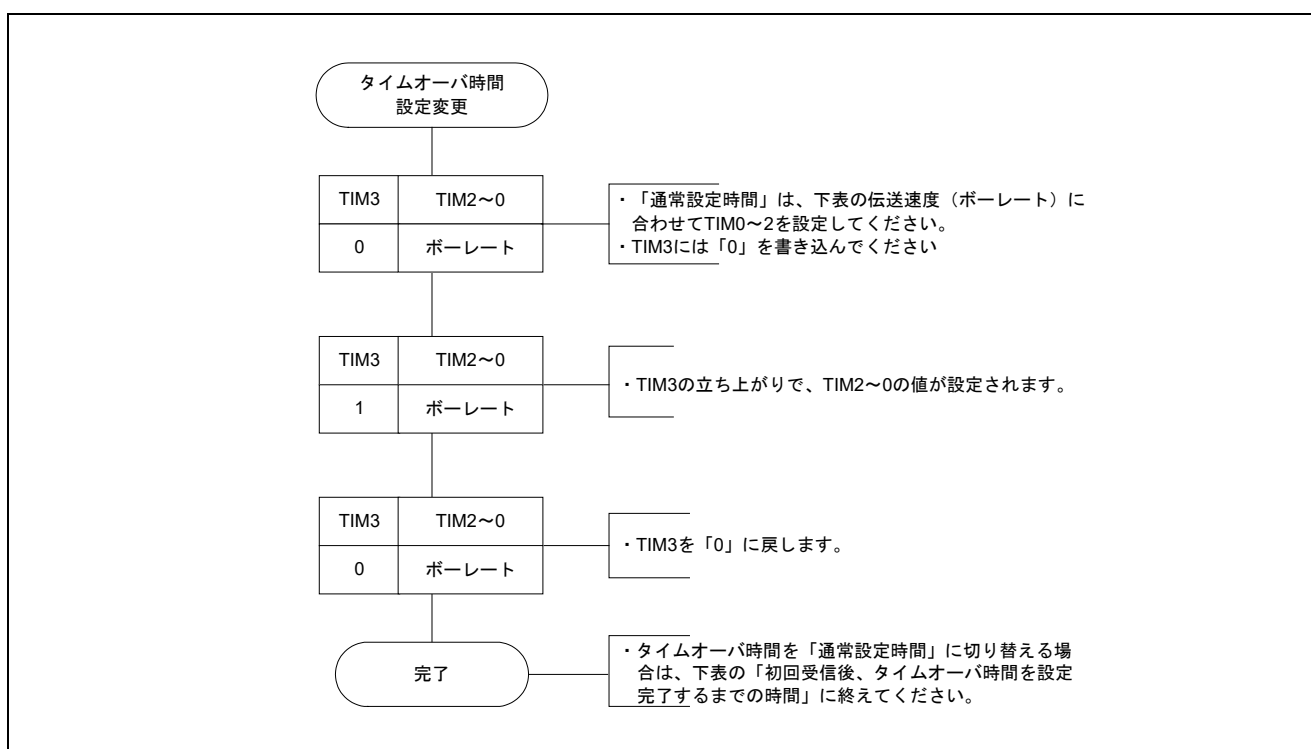 タイムオーバ時間
設定変更
TIM3 TIM2～0
0 ボーレート
・「通常設定時間」は、下表の伝送速度（ボーレート）に
合わせてTIM0～2を設定してください。
・TIM3には「0」を書き込んでください
TIM3 TIM2～0
1 ボーレート
・TIM3の立ち上がりで、TIM2～0の値が設定されます。
TIM3 TIM2～0
0 ボーレート
・TIM3を「0」に戻します。
完了
・タイムオーバ時間を「通常設定時間」に切り替える場
合は、下表の「初回受信後、タイムオーバ時間を設定
完了するまでの時間」に終えてください。